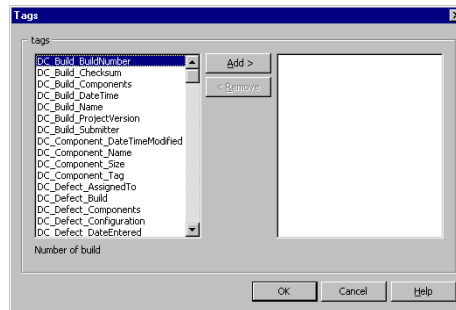 Tags
tags
DC_Build_BuildNumber
DC_Build_Checksum
DC_Build_Components
DC_Build_DateTime
DC_Build_Name
DC_Build_ProjectVersion
DC_Build_Submitter
DC_Component_DateTimeModified
DC_Component_Name
DC_Component_Size
DC_Component_Tag
DC_Defect_AssignedTo
DC_Defect_Build
DC_Defect_Components
DC_Defect_Configuration
DC_Defect_DateEntered
Add >
< Remove
Number of build
OK
Cancel
Help